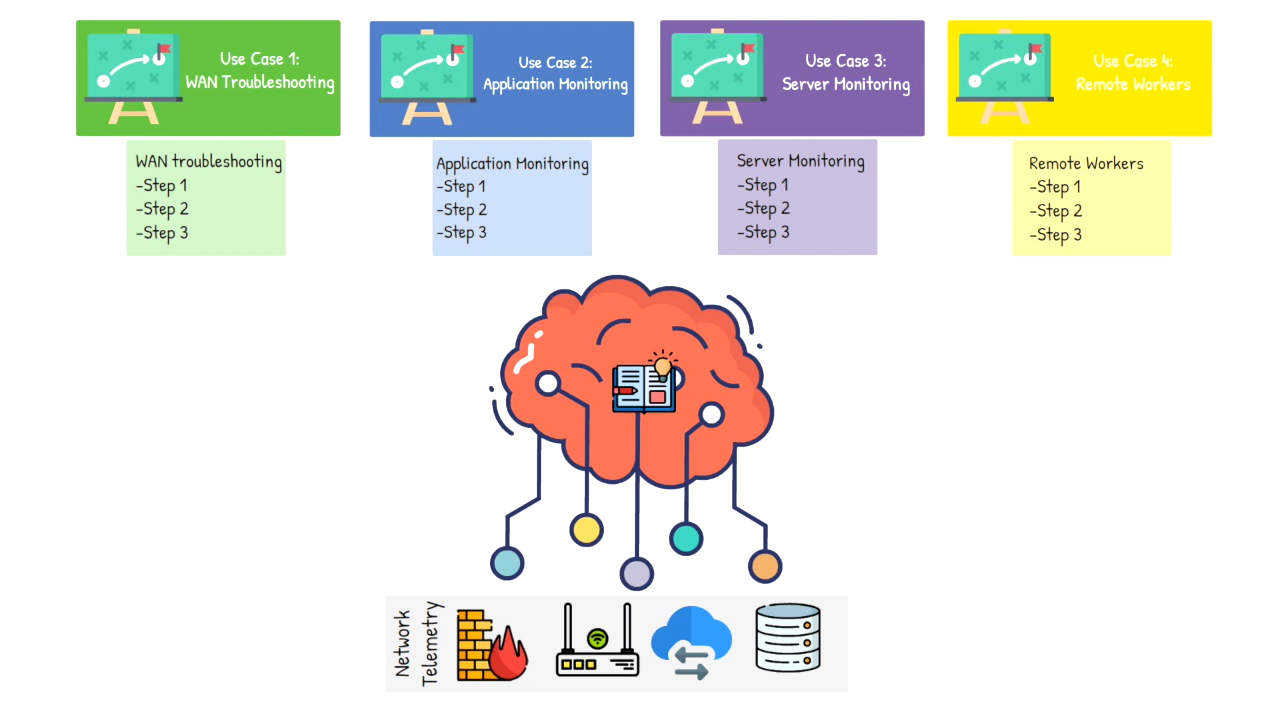 Use Case 1:
WAN Troubleshooting
Use Case 2:
Application Monitoring
Use Case 3:
Server Monitoring
Use Case 4:
Remote Workers
WAN troubleshooting
-Step 1
-Step 2
-Step 3
Application Monitoring
-Step 1
-Step 2
-Step 3
Server Monitoring
-Step 1
-Step 2
-Step 3
Remote Workers
-Step 1
-Step 2
-Step 3
Network
Telemetry